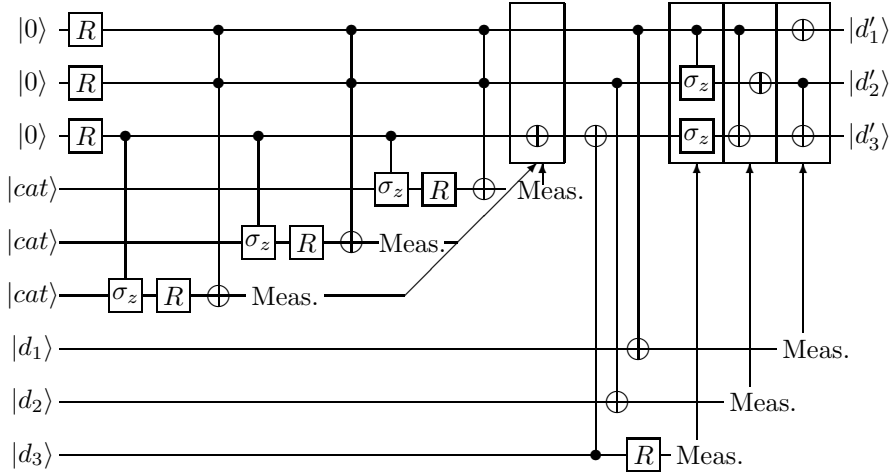 |0⟩ R |d′₁⟩
|0⟩ R σz |d′₂⟩
|0⟩ R σz |d′₃⟩
|cat⟩ σz R Meas.
|cat⟩ σz R Meas.
|cat⟩ σz R Meas.
|d₁⟩ Meas.
|d₂⟩ Meas.
|d₃⟩ R Meas.